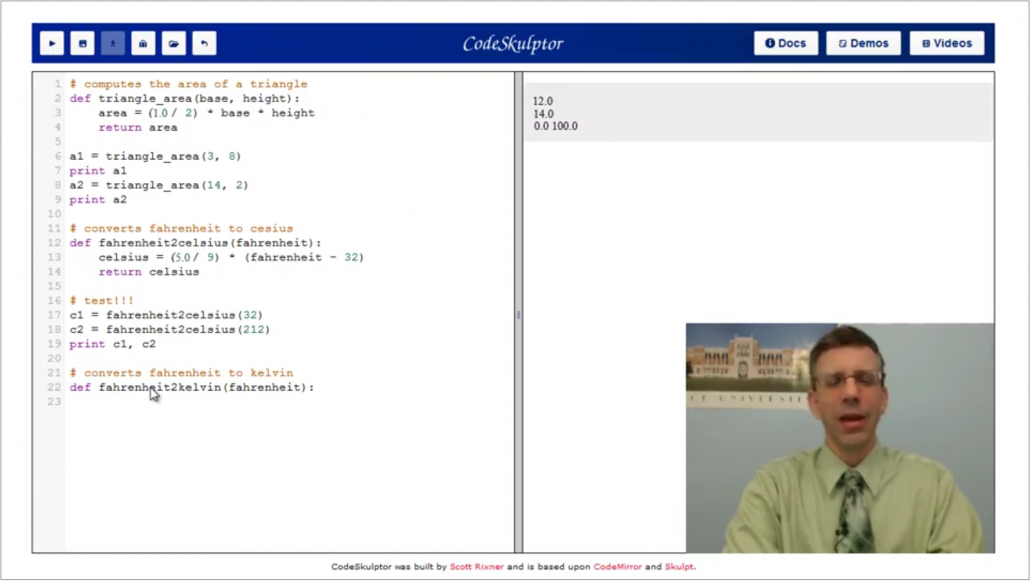 CodeSkulptor
Docs
Demos
Videos
1 # computes the area of a triangle
2 def triangle_area(base, height):
3     area = (1.0 / 2) * base * height
4     return area
5
6 a1 = triangle_area(3, 8)
7 print a1
8 a2 = triangle_area(14, 2)
9 print a2
10
11 # converts fahrenheit to cesius
12 def fahrenheit2celsius(fahrenheit):
13     celsius = (5.0 / 9) * (fahrenheit - 32)
14     return celsius
15
16 # test!!!
17 c1 = fahrenheit2celsius(32)
18 c2 = fahrenheit2celsius(212)
19 print c1, c2
20
21 # converts fahrenheit to kelvin
22 def fahrenheit2kelvin(fahrenheit):
23
12.0
14.0
0.0 100.0
CodeSkulptor was built by Scott Rixner and is based upon CodeMirror and Skulpt.